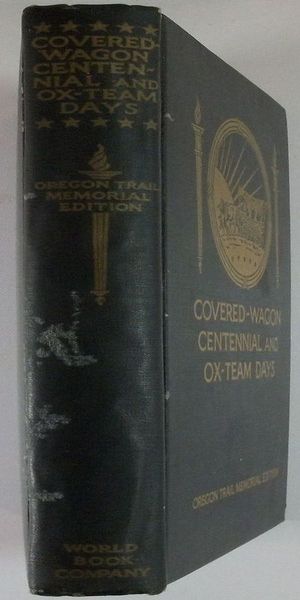 COVERED-
WAGON
CENTEN-
NIAL AND
OX-TEAM
DAYS
OREGON TRAIL
MEMORIAL
EDITION
WORLD
BOOK
COMPANY
COVERED-WAGON
CENTENNIAL AND
OX-TEAM DAYS
OREGON TRAIL MEMORIAL EDITION